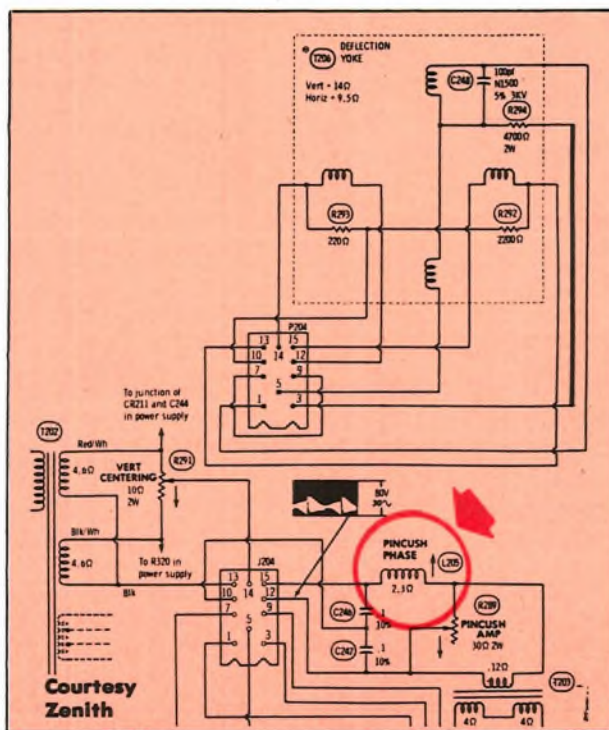 DEFLECTION
YOKE
T206
Vert = 14Ω
Horiz = 9.5Ω
C248
100pf
N1500
5% 3KV
R294
4700Ω
2W
R293
220Ω
R292
2200Ω
P204
13
15
14
10
12
7
9
5
1
3
To junction of
CR211 and C244
in power supply
T202
Red/Wh
4.6Ω
VERT
CENTERING
10Ω
2W
R291
80V
30∿
Blk/Wh
4.6Ω
To R320 in
power supply
Blk
J204
13
15
14
10
12
7
9
5
1
3
PINCUSH
PHASE
L205
2.3Ω
C246
.1
10%
C247
.1
10%
R289
PINCUSH
AMP
30Ω 2W
.12Ω
T203
4Ω
4Ω
Courtesy
Zenith